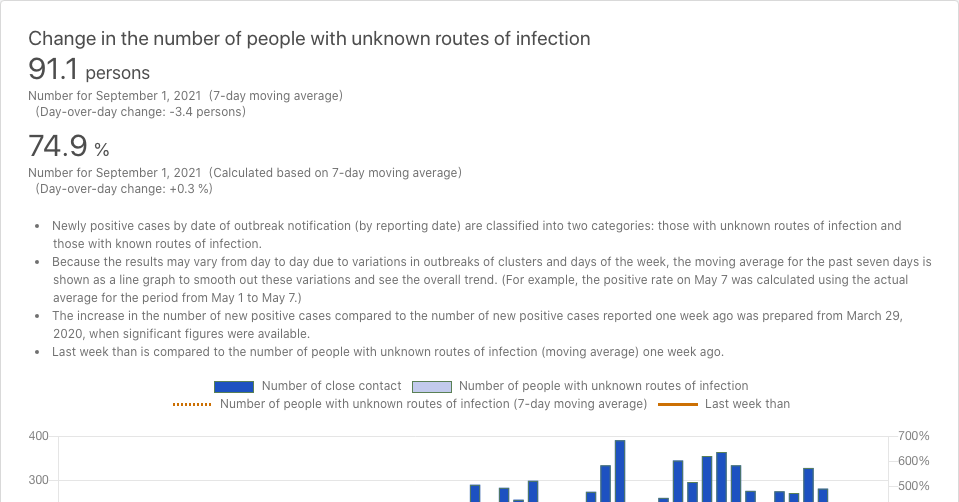 Change in the number of people with unknown routes of infection
91.1 persons
Number for September 1, 2021 (7-day moving average)
(Day-over-day change: -3.4 persons)
74.9 %
Number for September 1, 2021 (Calculated based on 7-day moving average)
(Day-over-day change: +0.3 %)
• Newly positive cases by date of outbreak notification (by reporting date) are classified into two categories: those with unknown routes of infection and
those with known routes of infection.
• Because the results may vary from day to day due to variations in outbreaks of clusters and days of the week, the moving average for the past seven days is
shown as a line graph to smooth out these variations and see the overall trend. (For example, the positive rate on May 7 was calculated using the actual
average for the period from May 1 to May 7.)
• The increase in the number of new positive cases compared to the number of new positive cases reported one week ago was prepared from March 29,
2020, when significant figures were available.
• Last week than is compared to the number of people with unknown routes of infection (moving average) one week ago.
Number of close contact Number of people with unknown routes of infection
Number of people with unknown routes of infection (7-day moving average) Last week than
400 700%
600%
300 500%